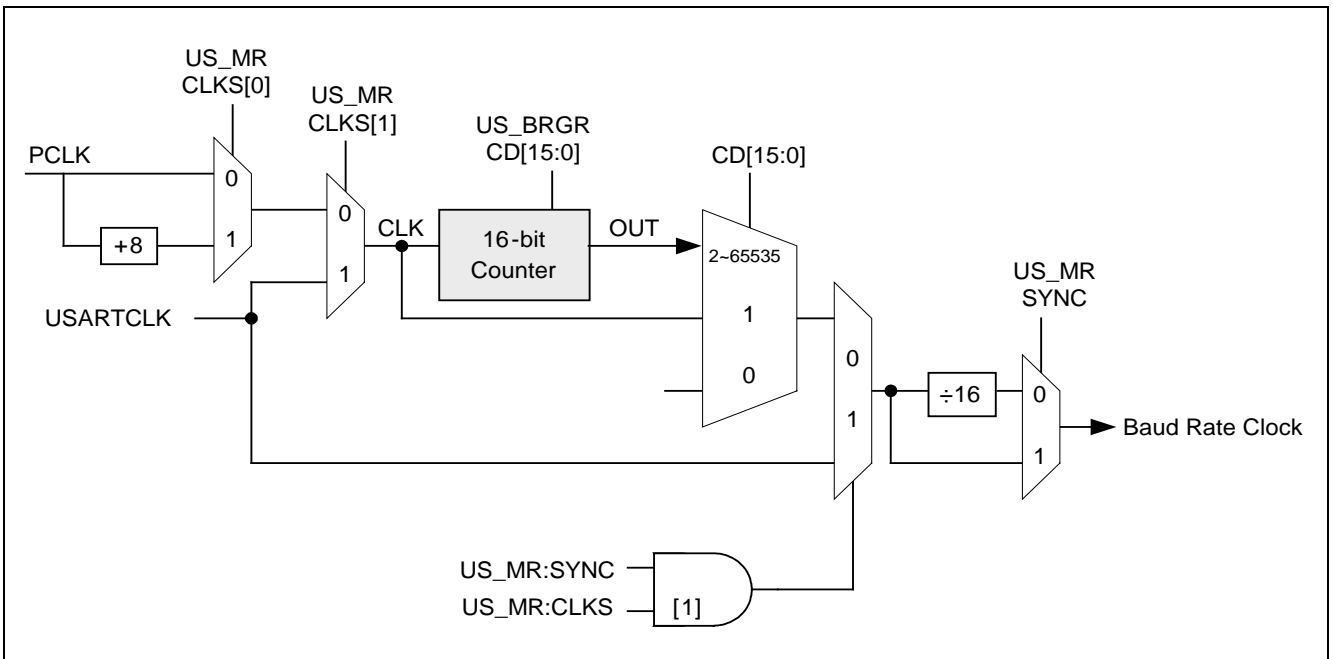 US_MR
CLKS[0]
US_MR
CLKS[1]
US_BRGR
CD[15:0]
CD[15:0]
PCLK
0
1
+8
0
1
CLK
16-bit
Counter
OUT
2~65535
1
0
USARTCLK
US_MR
SYNC
0
1
÷16
0
1
Baud Rate Clock
US_MR:SYNC
US_MR:CLKS
[1]